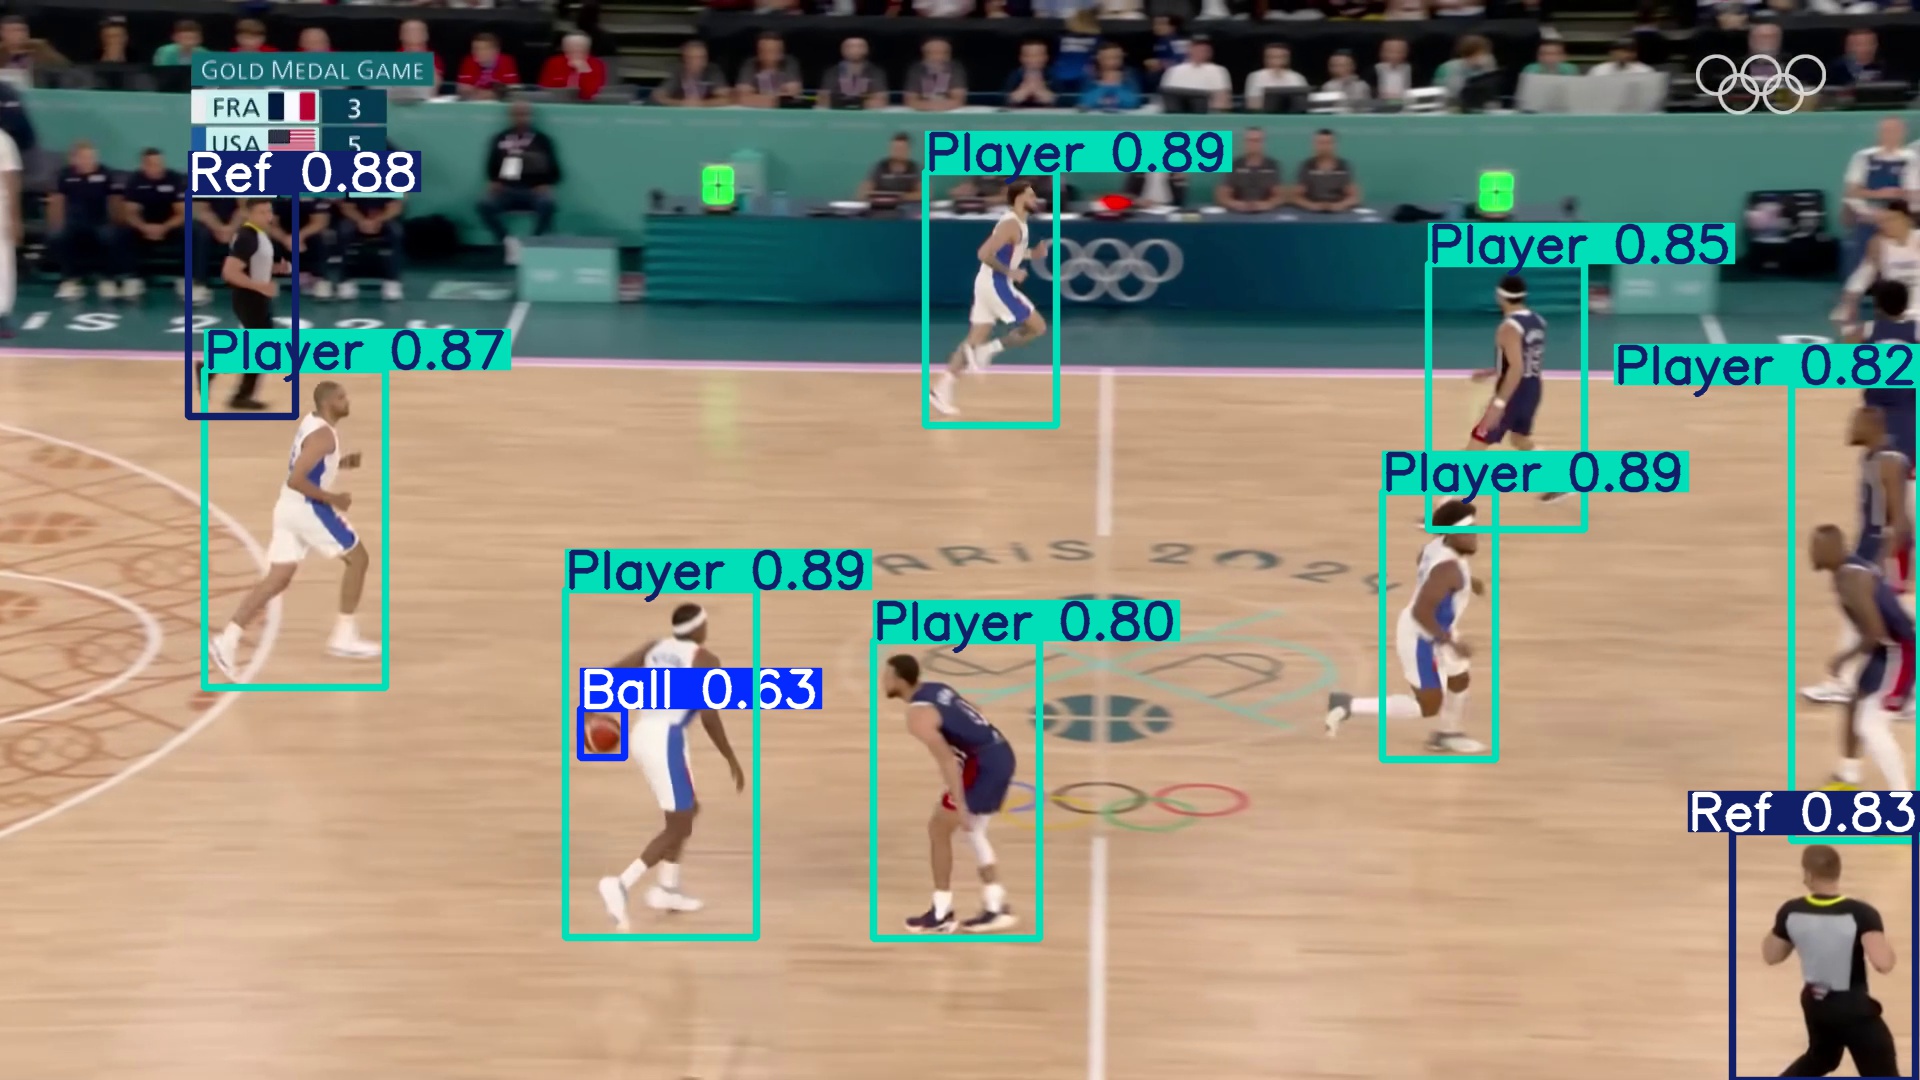 GOLD MEDAL GAME
FRA 3
USA 5
Ref 0.88
Player 0.89
Player 0.85
Player 0.87
Player 0.82
Player 0.89
PARIS 2024
Player 0.89
Player 0.80
Ball 0.63
Ref 0.83